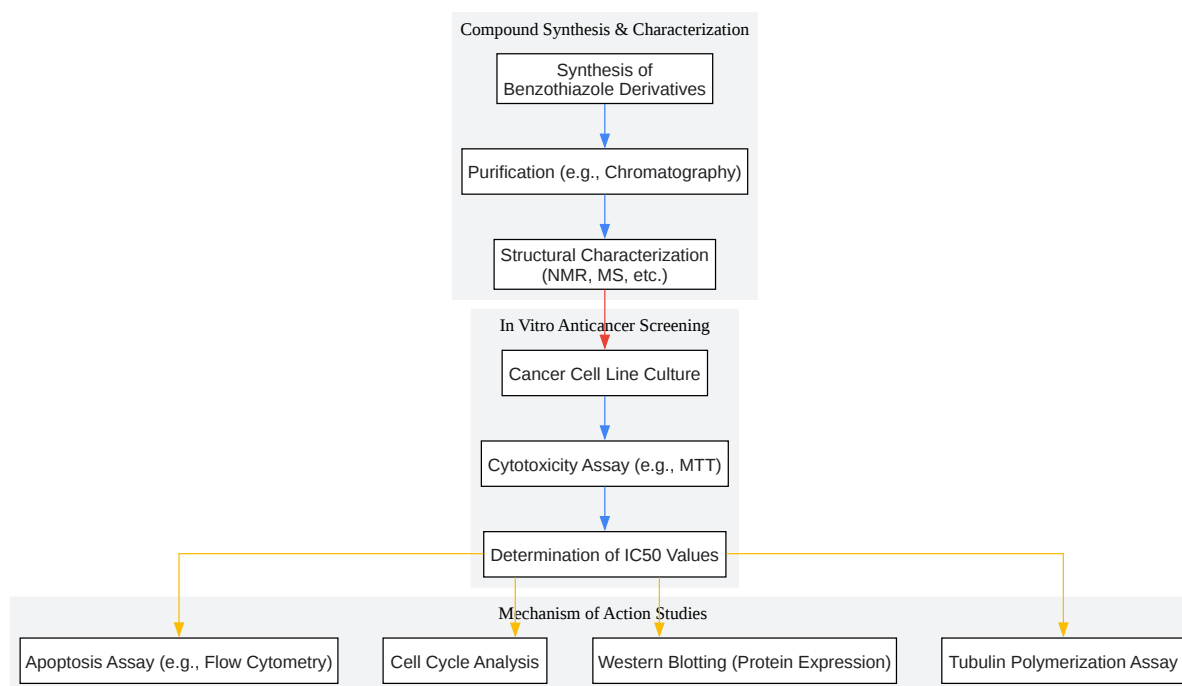 Compound Synthesis & Characterization
Synthesis of
Benzothiazole Derivatives
Purification (e.g., Chromatography)
Structural Characterization
(NMR, MS, etc.)
In Vitro Anticancer Screening
Cancer Cell Line Culture
Cytotoxicity Assay (e.g., MTT)
Determination of IC50 Values
Mechanism of Action Studies
Apoptosis Assay (e.g., Flow Cytometry)
Cell Cycle Analysis
Western Blotting (Protein Expression)
Tubulin Polymerization Assay